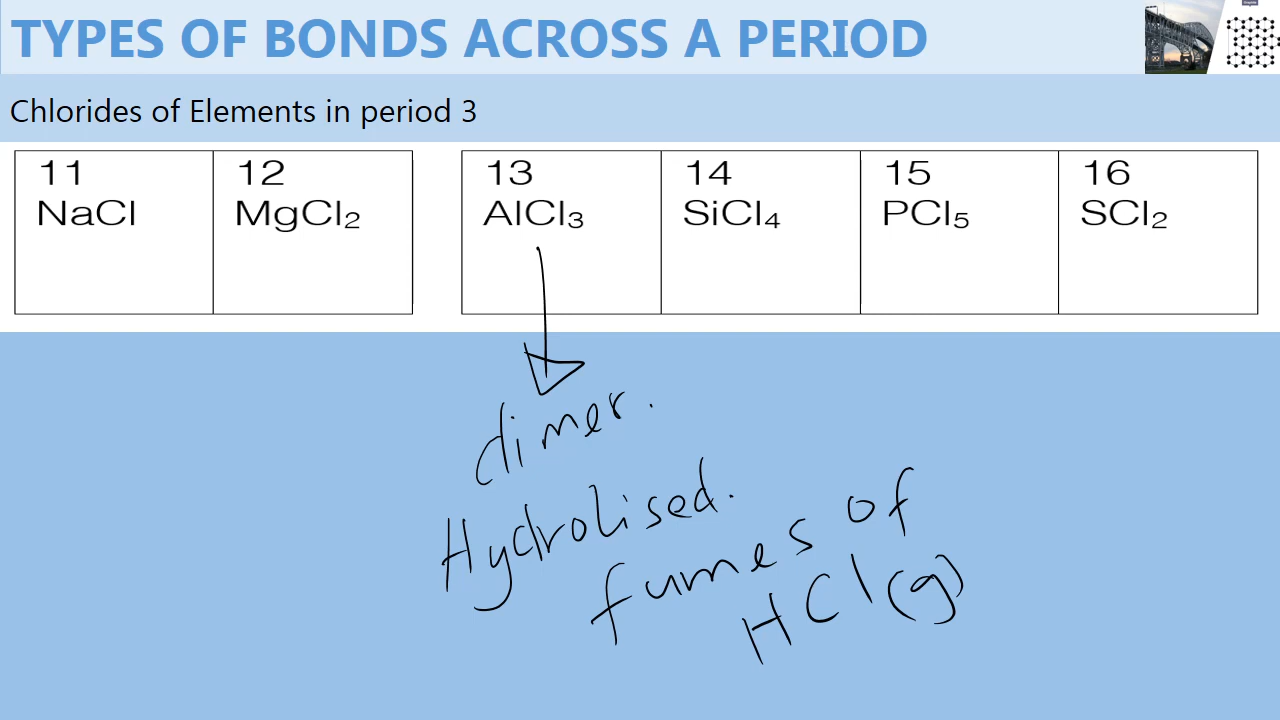 TYPES OF BONDS ACROSS A PERIOD
Chlorides of Elements in period 3
11 12 13 14 15 16
NaCl MgCl₂ AlCl₃ SiCl₄ PCl₅ SCl₂
dimer.
Hydrolised.
fumes of
HCl(g)